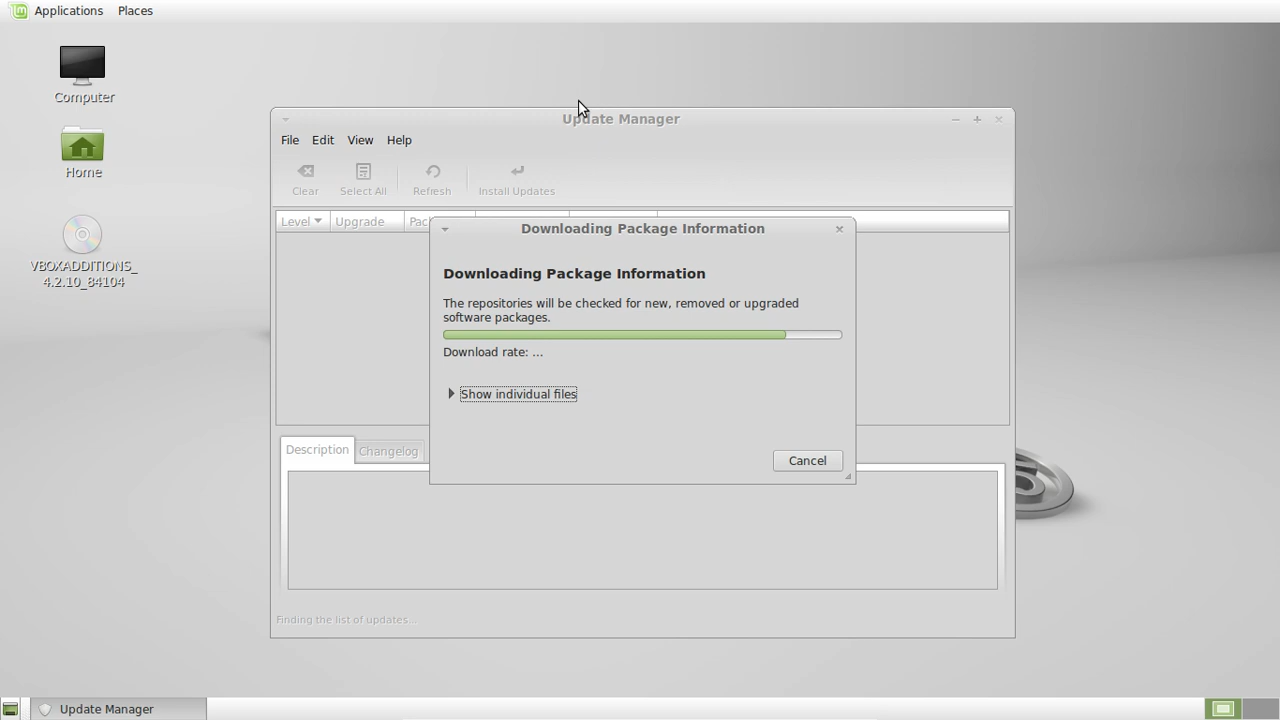 Applications Places
Computer
Home
VBOXADDITIONS_
4.2.10_84104
Update Manager
File Edit View Help
Clear Select All Refresh Install Updates
Level Upgrade
Downloading Package Information
Downloading Package Information
The repositories will be checked for new, removed or upgraded
software packages.
Download rate: ...
Show individual files
Cancel
Description Changelog
Finding the list of updates...
Update Manager